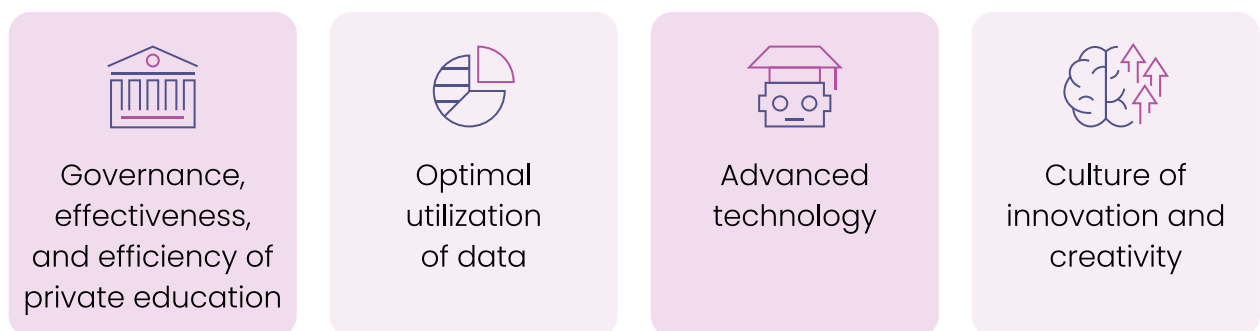 Governance,
effectiveness,
and efficiency of
private education
Optimal
utilization
of data
Advanced
technology
Culture of
innovation and
creativity